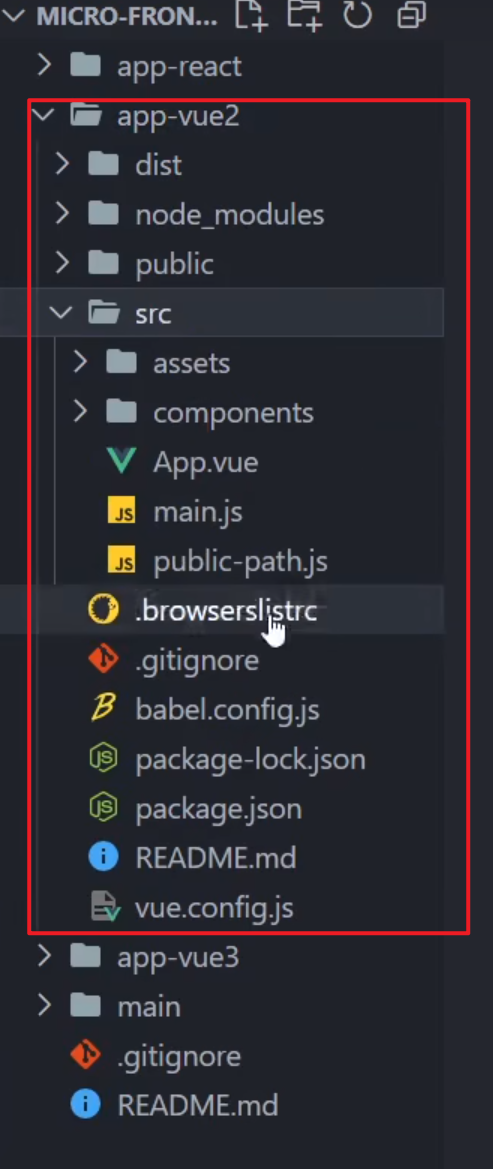 MICRO-FRON...
app-react
app-vue2
dist
node_modules
public
src
assets
components
App.vue
JS main.js
JS public-path.js
.browserslistrc
.gitignore
babel.config.js
JS package-lock.json
JS package.json
README.md
vue.config.js
app-vue3
main
.gitignore
README.md